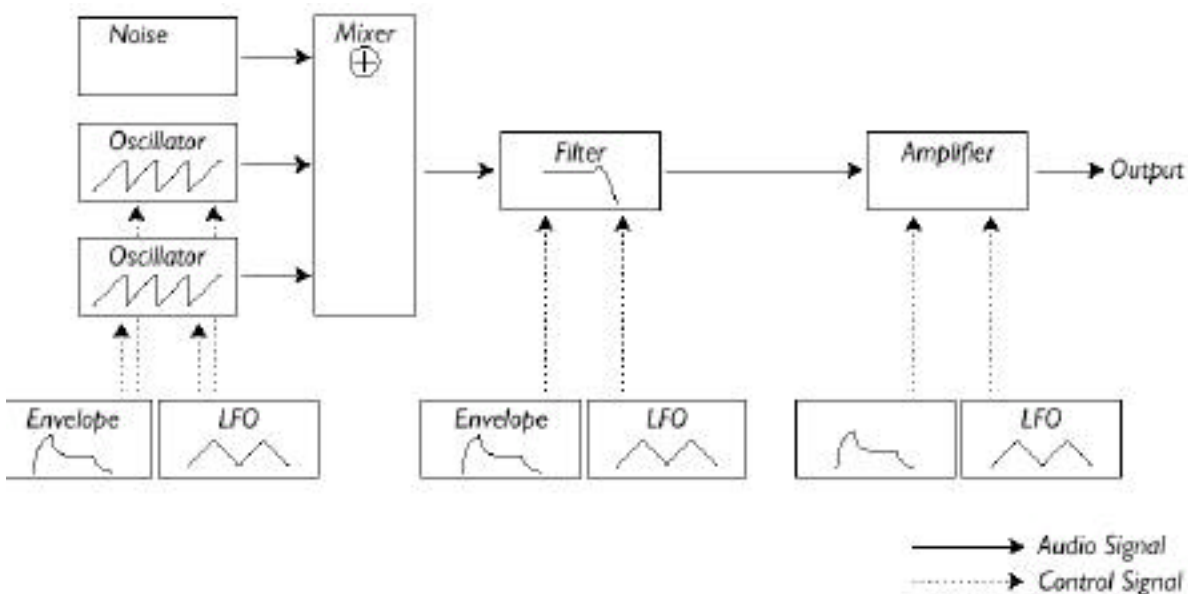 Noise
Mixer
Oscillator
Filter
Amplifier
Output
Oscillator
Envelope
LFO
Envelope
LFO
LFO
Audio Signal
Control Signal